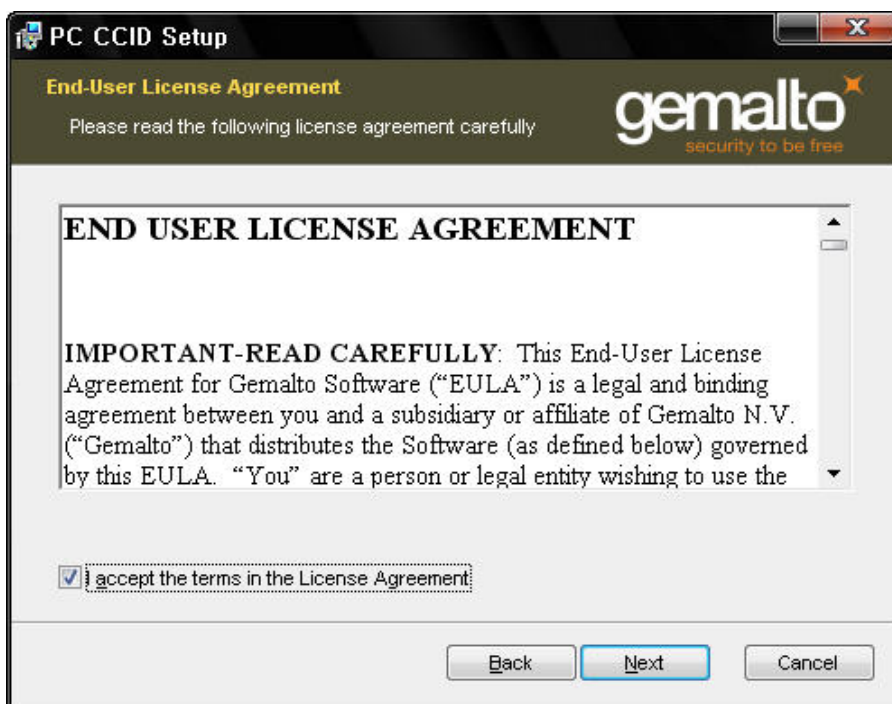 PC CCID Setup
End-User License Agreement
Please read the following license agreement carefully
gemalto
security to be free
END USER LICENSE AGREEMENT
IMPORTANT-READ CAREFULLY: This End-User License
Agreement for Gemalto Software (“EULA”) is a legal and binding
agreement between you and a subsidiary or affiliate of Gemalto N.V.
(“Gemalto”) that distributes the Software (as defined below) governed
by this EULA. “You” are a person or legal entity wishing to use the
I accept the terms in the License Agreement
Back
Next
Cancel